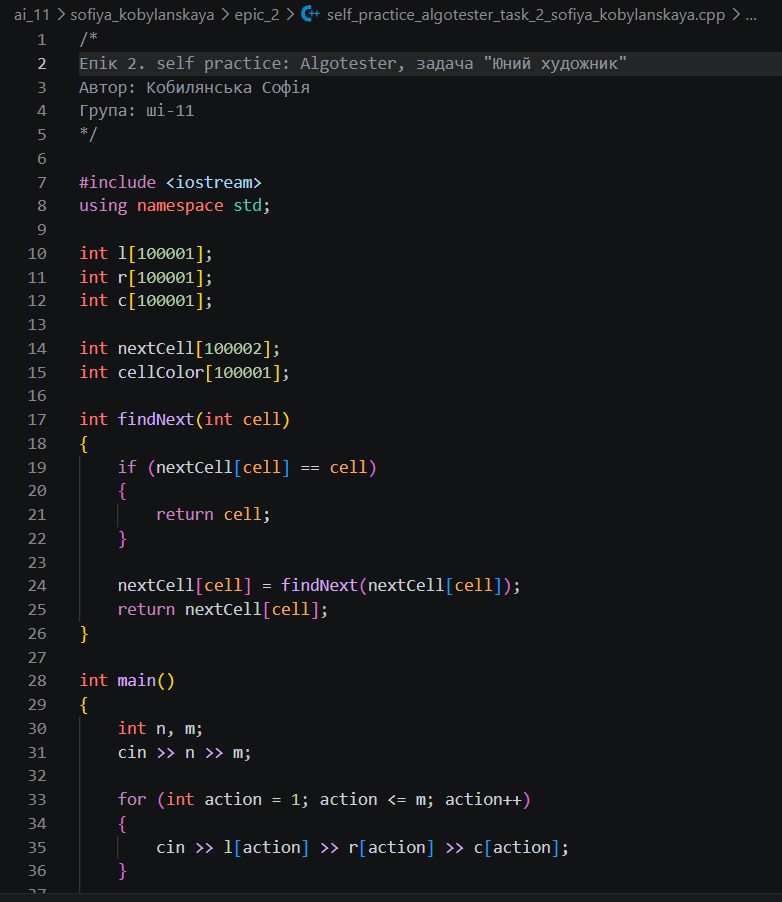 ai_11 > sofiya_kobylanskaya > epic_2 > self_practice_algotester_task_2_sofiya_kobylanskaya.cpp > ...
1 /*
2 Епік 2. self practice: Algotester, задача "Юний художник"
3 Автор: Кобилянська Софія
4 Група: ші-11
5 */
6
7 #include <iostream>
8 using namespace std;
9
10 int l[100001];
11 int r[100001];
12 int c[100001];
13
14 int nextCell[100002];
15 int cellColor[100001];
16
17 int findNext(int cell)
18 {
19     if (nextCell[cell] == cell)
20     {
21         return cell;
22     }
23
24     nextCell[cell] = findNext(nextCell[cell]);
25     return nextCell[cell];
26 }
27
28 int main()
29 {
30     int n, m;
31     cin >> n >> m;
32
33     for (int action = 1; action <= m; action++)
34     {
35         cin >> l[action] >> r[action] >> c[action];
36     }
37